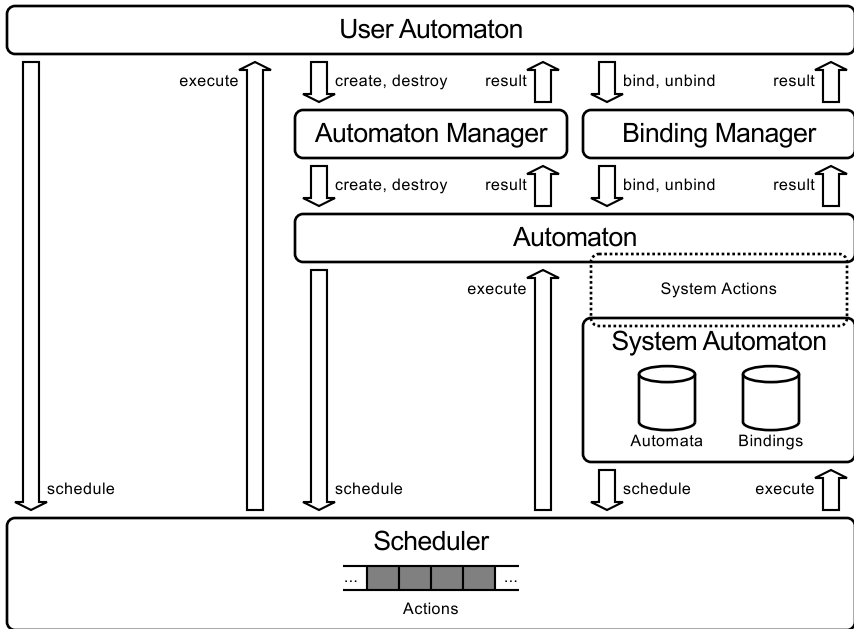 User Automaton
execute
create, destroy
result
bind, unbind
result
Automaton Manager
Binding Manager
create, destroy
result
bind, unbind
result
Automaton
execute
System Actions
System Automaton
Automata
Bindings
schedule
schedule
schedule
execute
Scheduler
...
...
Actions